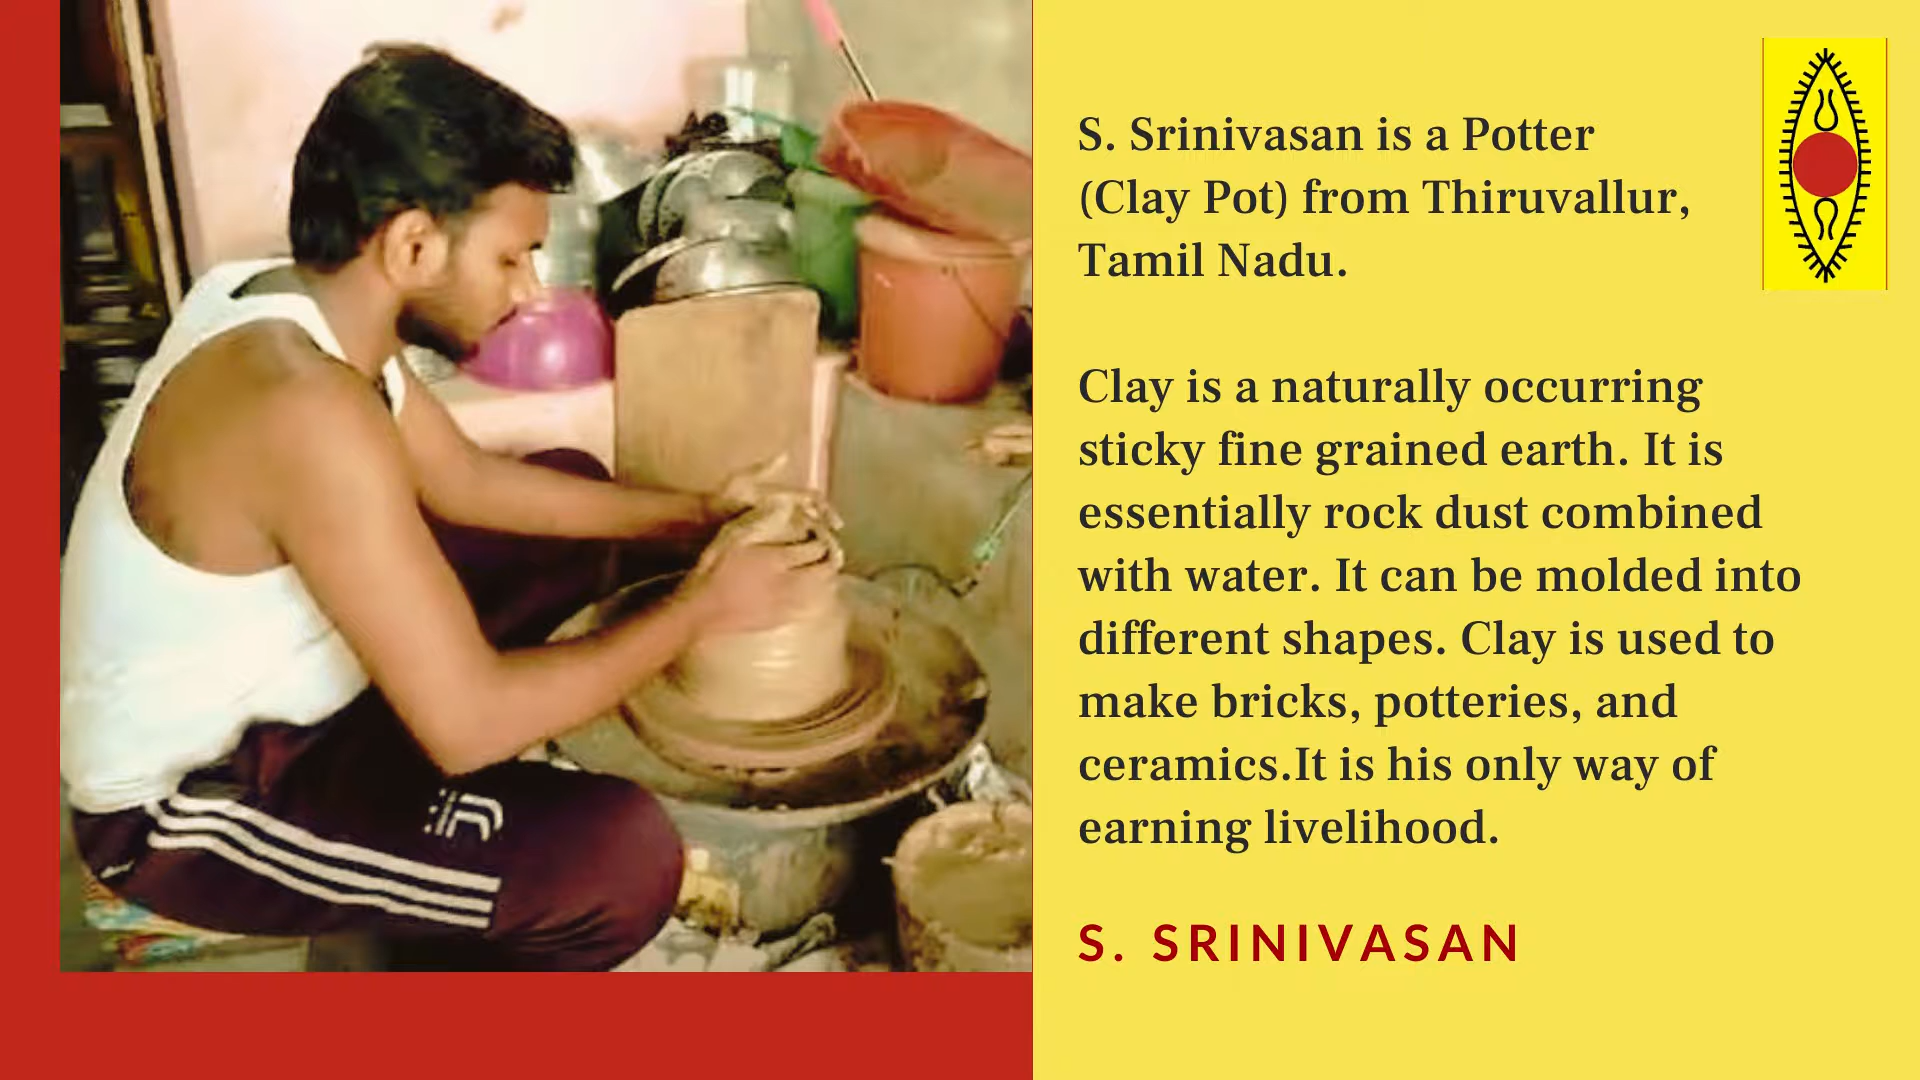 S. Srinivasan is a Potter
(Clay Pot) from Thiruvallur,
Tamil Nadu.
Clay is a naturally occurring
sticky fine grained earth. It is
essentially rock dust combined
with water. It can be molded into
different shapes. Clay is used to
make bricks, potteries, and
ceramics.It is his only way of
earning livelihood.
S. SRINIVASAN